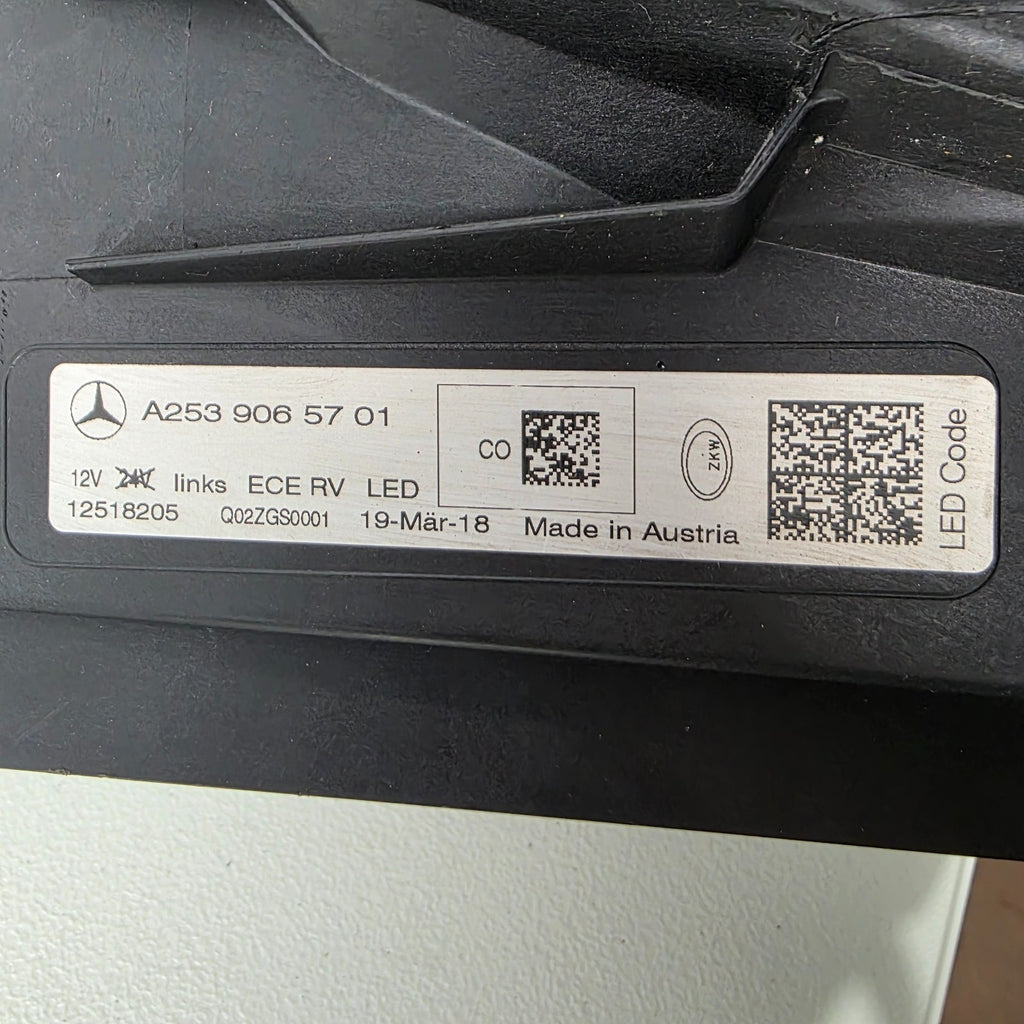 A253 906 57 01
CO
ZKW
12V 24V links ECE RV LED
12518205 Q02ZGS0001 19-Mär-18 Made in Austria
LED Code